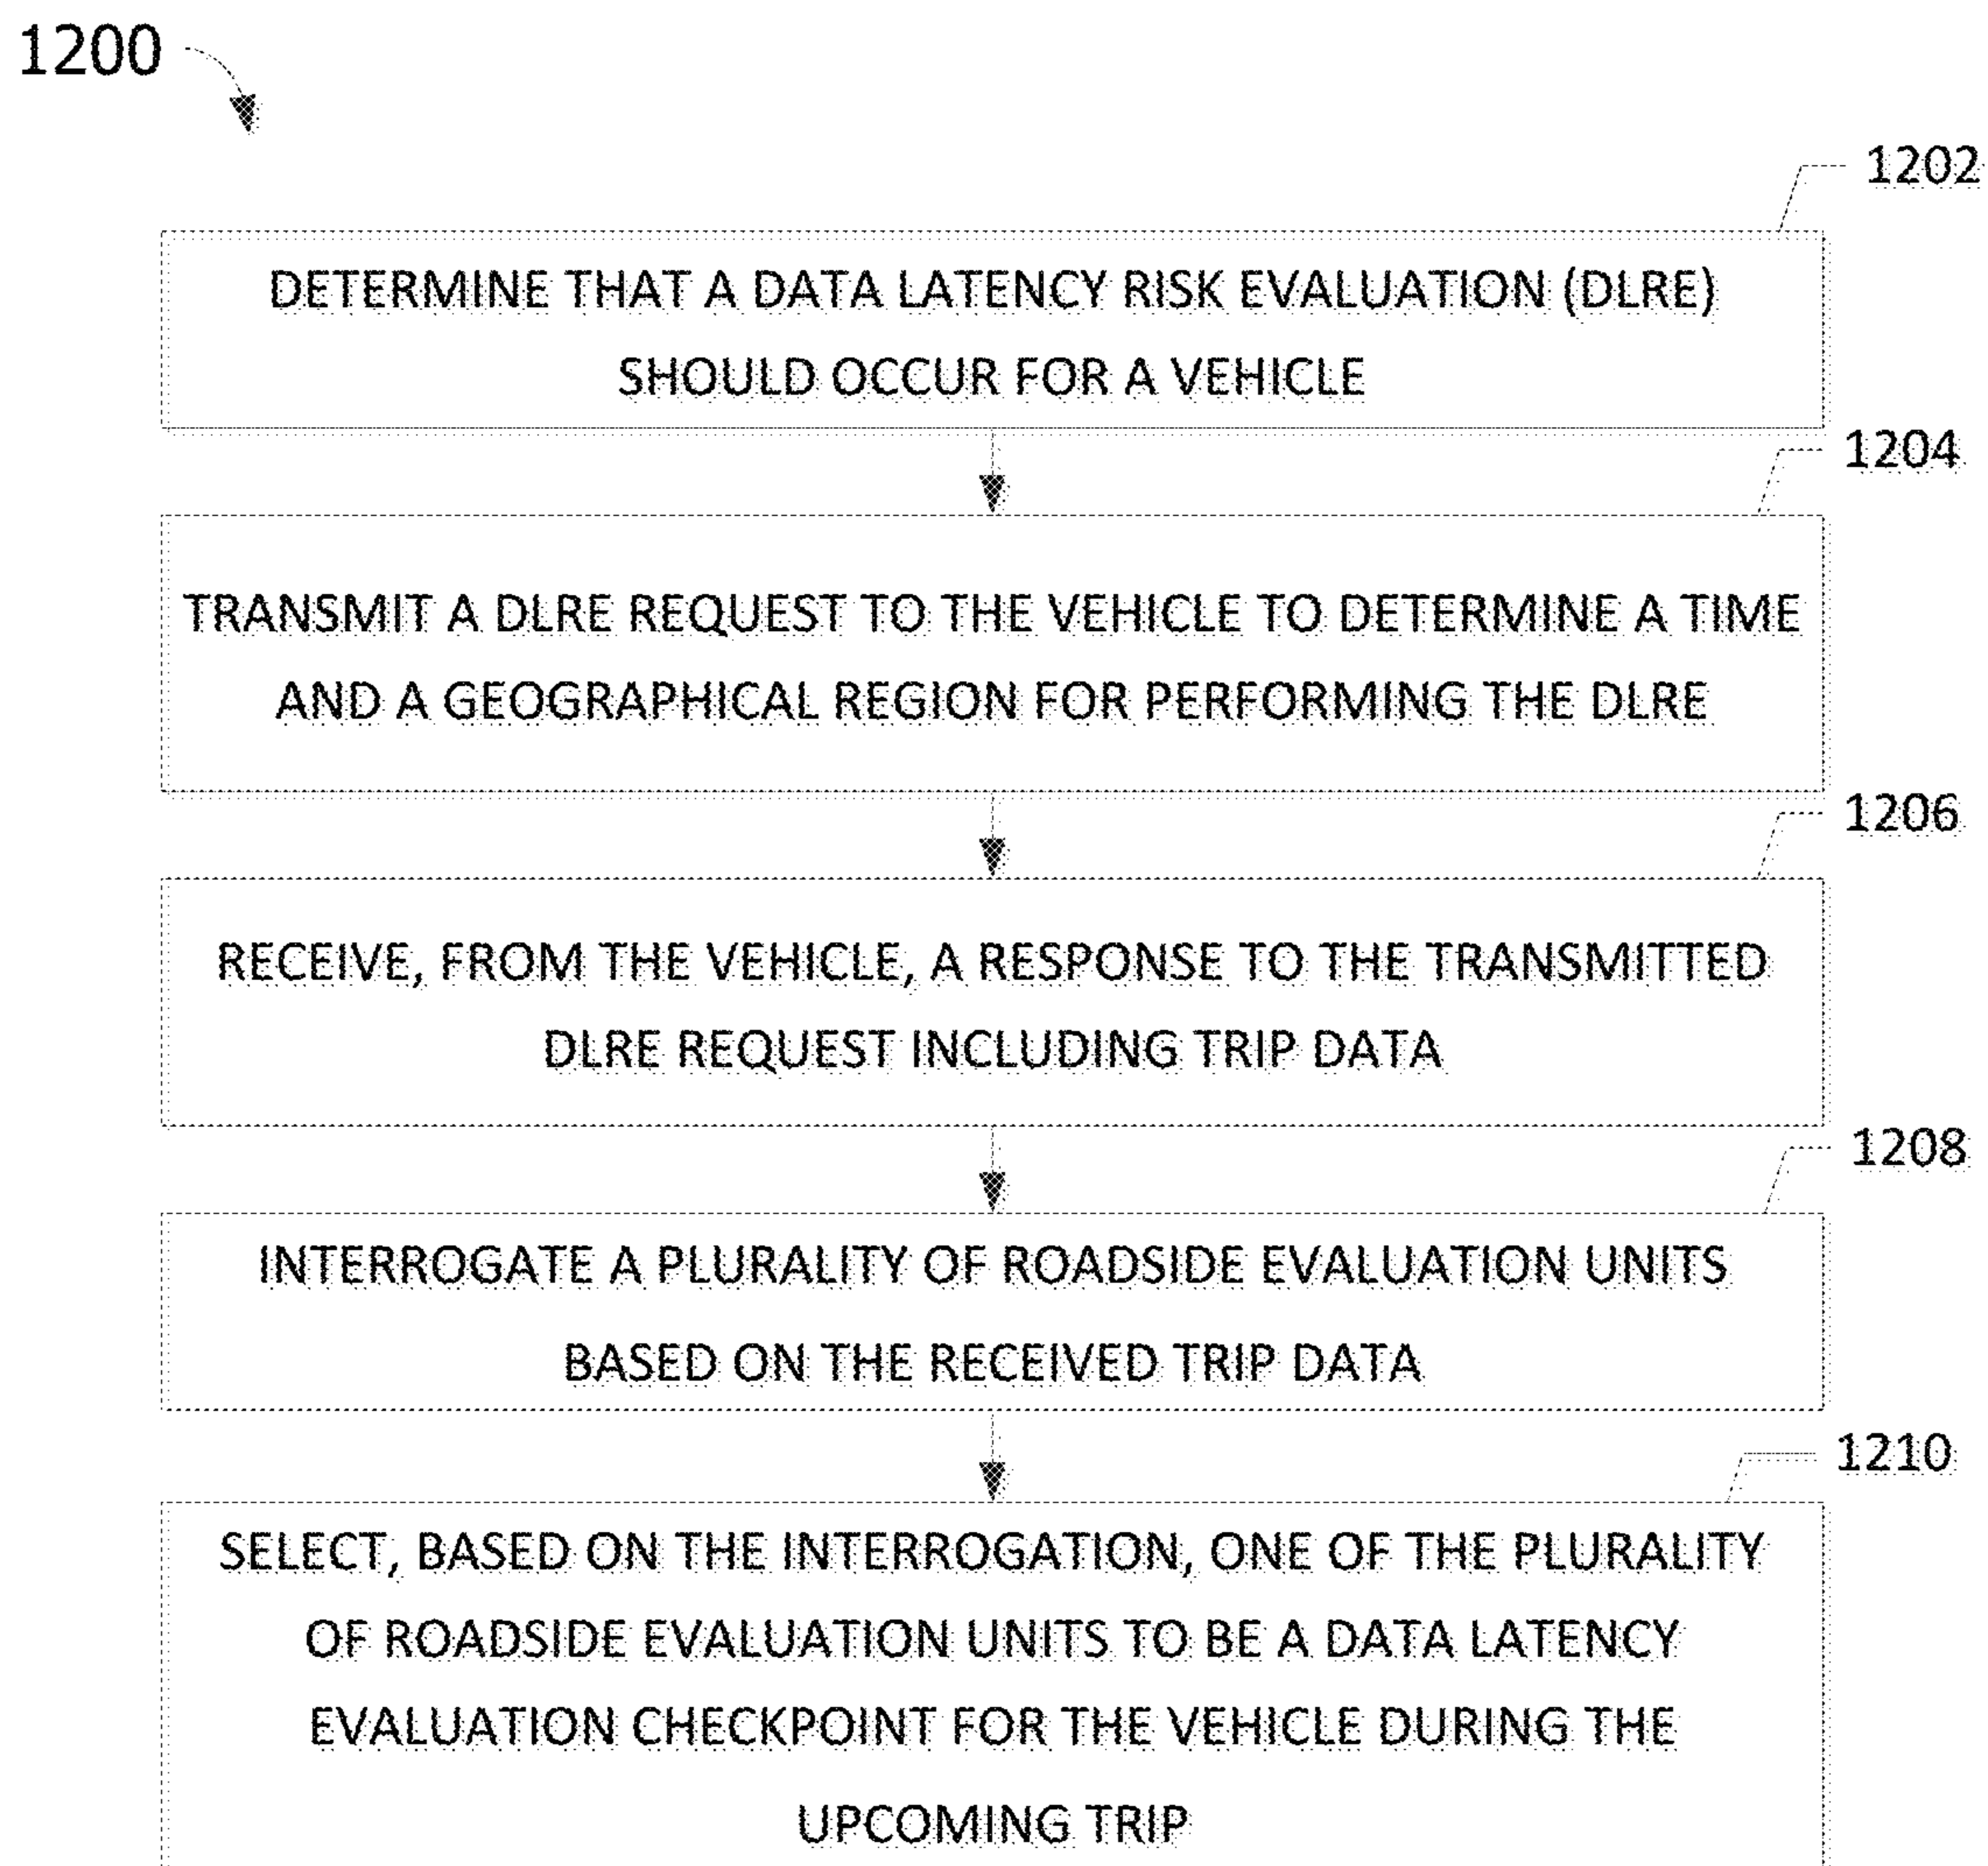 1200
1202
DETERMINE THAT A DATA LATENCY RISK EVALUATION (DLRE)
SHOULD OCCUR FOR A VEHICLE
1204
TRANSMIT A DLRE REQUEST TO THE VEHICLE TO DETERMINE A TIME
AND A GEOGRAPHICAL REGION FOR PERFORMING THE DLRE
1206
RECEIVE, FROM THE VEHICLE, A RESPONSE TO THE TRANSMITTED
DLRE REQUEST INCLUDING TRIP DATA
1208
INTERROGATE A PLURALITY OF ROADSIDE EVALUATION UNITS
BASED ON THE RECEIVED TRIP DATA
1210
SELECT, BASED ON THE INTERROGATION, ONE OF THE PLURALITY
OF ROADSIDE EVALUATION UNITS TO BE A DATA LATENCY
EVALUATION CHECKPOINT FOR THE VEHICLE DURING THE
UPCOMING TRIP